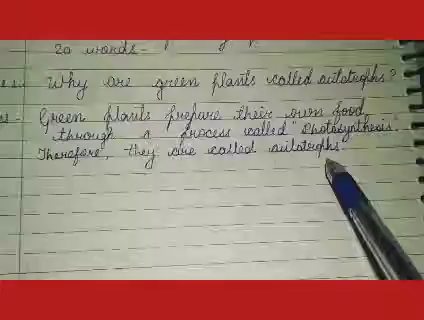 20 words-
Why are green plants called autotrophs?
Green plants prepare their own food
through a process called "Photosynthesis".
Therefore, they are called autotrophs.